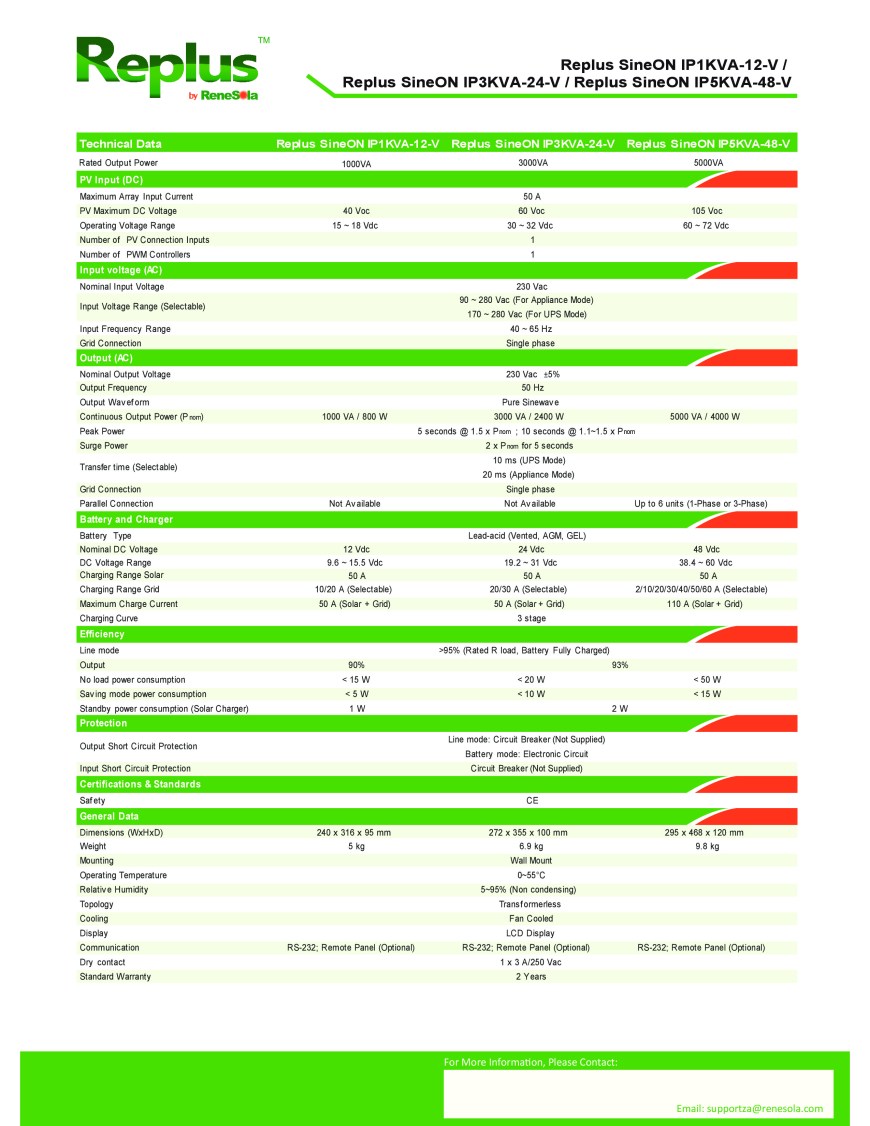 Replus™
by ReneSola
Replus SineON IP1KVA-12-V /
Replus SineON IP3KVA-24-V / Replus SineON IP5KVA-48-V
Technical Data Replus SineON IP1KVA-12-V Replus SineON IP3KVA-24-V Replus SineON IP5KVA-48-V
Rated Output Power 1000VA 3000VA 5000VA
PV Input (DC)
Maximum Array Input Current 50 A
PV Maximum DC Voltage 40 Voc 60 Voc 105 Voc
Operating Voltage Range 15 ~ 18 Vdc 30 ~ 32 Vdc 60 ~ 72 Vdc
Number of PV Connection Inputs 1
Number of PWM Controllers 1
Input voltage (AC)
Nominal Input Voltage 230 Vac
Input Voltage Range (Selectable) 90 ~ 280 Vac (For Appliance Mode)
170 ~ 280 Vac (For UPS Mode)
Input Frequency Range 40 ~ 65 Hz
Grid Connection Single phase
Output (AC)
Nominal Output Voltage 230 Vac ±5%
Output Frequency 50 Hz
Output Waveform Pure Sinewave
Continuous Output Power (Pnom) 1000 VA / 800 W 3000 VA / 2400 W 5000 VA / 4000 W
Peak Power 5 seconds @ 1.5 x Pnom ; 10 seconds @ 1.1~1.5 x Pnom
Surge Power 2 x Pnom for 5 seconds
Transfer time (Selectable) 10 ms (UPS Mode)
20 ms (Appliance Mode)
Grid Connection Single phase
Parallel Connection Not Available Not Available Up to 6 units (1-Phase or 3-Phase)
Battery and Charger
Battery Type Lead-acid (Vented, AGM, GEL)
Nominal DC Voltage 12 Vdc 24 Vdc 48 Vdc
DC Voltage Range 9.6 ~ 15.5 Vdc 19.2 ~ 31 Vdc 38.4 ~ 60 Vdc
Charging Range Solar 50 A 50 A 50 A
Charging Range Grid 10/20 A (Selectable) 20/30 A (Selectable) 2/10/20/30/40/50/60 A (Selectable)
Maximum Charge Current 50 A (Solar + Grid) 50 A (Solar + Grid) 110 A (Solar + Grid)
Charging Curve 3 stage
Efficiency
Line mode >95% (Rated R load, Battery Fully Charged)
Output 90% 93%
No load power consumption < 15 W < 20 W < 50 W
Saving mode power consumption < 5 W < 10 W < 15 W
Standby power consumption (Solar Charger) 1 W 2 W
Protection
Output Short Circuit Protection Line mode: Circuit Breaker (Not Supplied)
Battery mode: Electronic Circuit
Input Short Circuit Protection Circuit Breaker (Not Supplied)
Certifications & Standards
Safety CE
General Data
Dimensions (WxHxD) 240 x 316 x 95 mm 272 x 355 x 100 mm 295 x 468 x 120 mm
Weight 5 kg 6.9 kg 9.8 kg
Mounting Wall Mount
Operating Temperature 0~55°C
Relative Humidity 5~95% (Non condensing)
Topology Transformerless
Cooling Fan Cooled
Display LCD Display
Communication RS-232; Remote Panel (Optional) RS-232; Remote Panel (Optional) RS-232; Remote Panel (Optional)
Dry contact 1 x 3 A/250 Vac
Standard Warranty 2 Years
For More Information, Please Contact:
Email: supportza@renesola.com